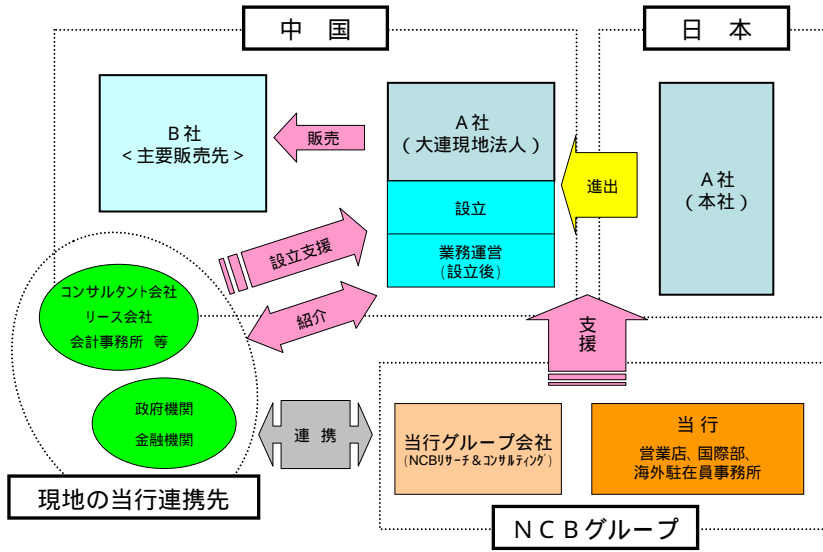 中　国
日　本
Ｂ社
＜主要販売先＞
販売
Ａ社
（大連現地法人）
設立
業務運営
(設立後)
進出
Ａ社
（本社）
設立支援
紹介
支援
コンサルタント会社
リース会社
会計事務所 等
政府機関
金融機関
連 携
当行グループ会社
(NCBﾘｻｰﾁ＆ｺﾝｻﾙﾃｨﾝｸﾞ)
当 行
営業店、国際部、
海外駐在員事務所
現地の当行連携先
ＮＣＢグループ